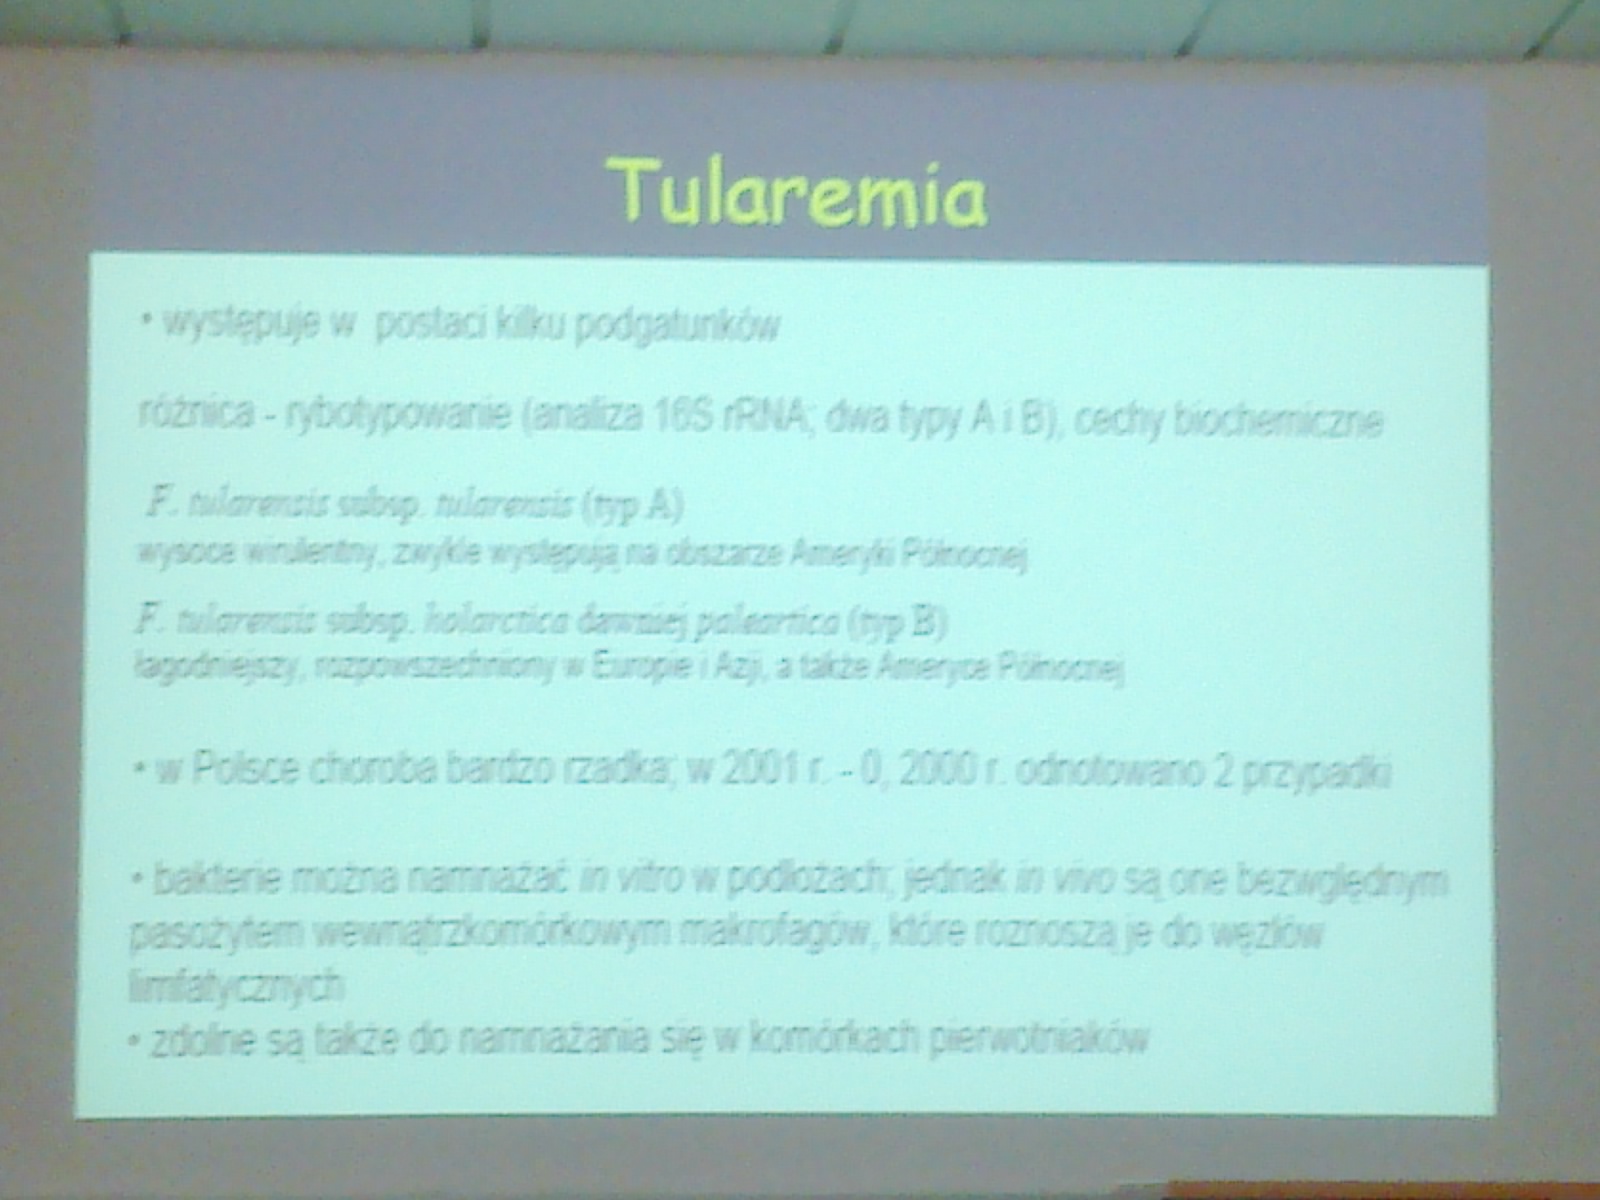 Tularemia
• występuje w postaci kilku podgatunków
różnica - rybotypowanie (analiza 16S rRNA; dwa typy A i B), cechy biochemiczne
F. tularensis subsp. tularensis (typ A)
wysoce wirulentny, zwykle występują na obszarze Ameryki Północnej
F. tularensis subsp. holarctica dawniej paleartica (typ B)
łagodniejszy, rozpowszechniony w Europie i Azji, a także Ameryce Północnej
• w Polsce choroba bardzo rzadka; w 2001 r. - 0, 2000 r. odnotowano 2 przypadki
• bakterie można namnażać in vitro w podłożach; jednak in vivo są one bezwględnym
pasożytem wewnątrzkomórkowym makrofagów, które roznoszą je do węzłów
limfatycznych
• zdolne są także do namnażania się w komórkach pierwotniaków